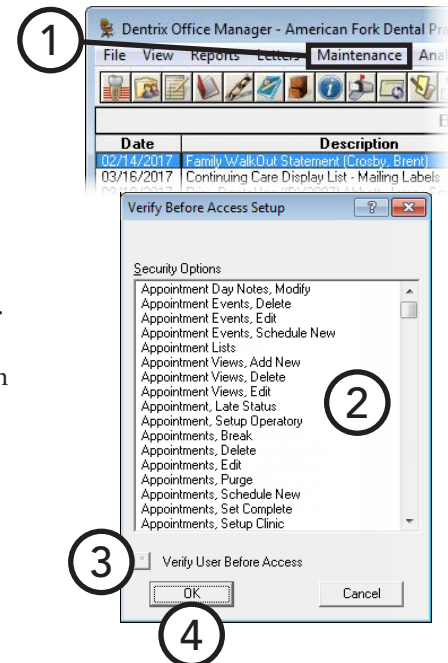 1
Dentrix Office Manager - American Fork Dental Pra
File View Reports Letters Maintenance Ana
Date Description
02/14/2017 Family WalkOut Statement (Crosby, Brent)
03/16/2017 Continuing Care Display List - Mailing Labels
Verify Before Access Setup
Security Options
Appointment Day Notes, Modify
Appointment Events, Delete
Appointment Events, Edit
Appointment Events, Schedule New
Appointment Lists
Appointment Views, Add New
Appointment Views, Delete
Appointment Views, Edit
Appointment, Late Status
Appointment, Setup Operatory
Appointments, Break
Appointments, Delete
Appointments, Edit
Appointments, Purge
Appointments, Schedule New
Appointments, Set Complete
Appointments, Setup Clinic
2
3
Verify User Before Access
OK Cancel
4